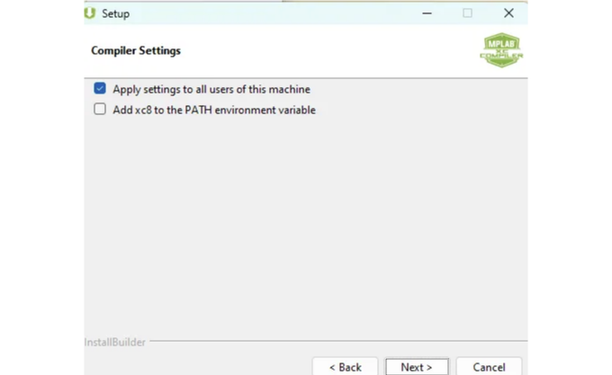 Setup
Compiler Settings
MPLAB
XC
COMPILER
Apply settings to all users of this machine
Add xc8 to the PATH environment variable
InstallBuilder
< Back
Next >
Cancel